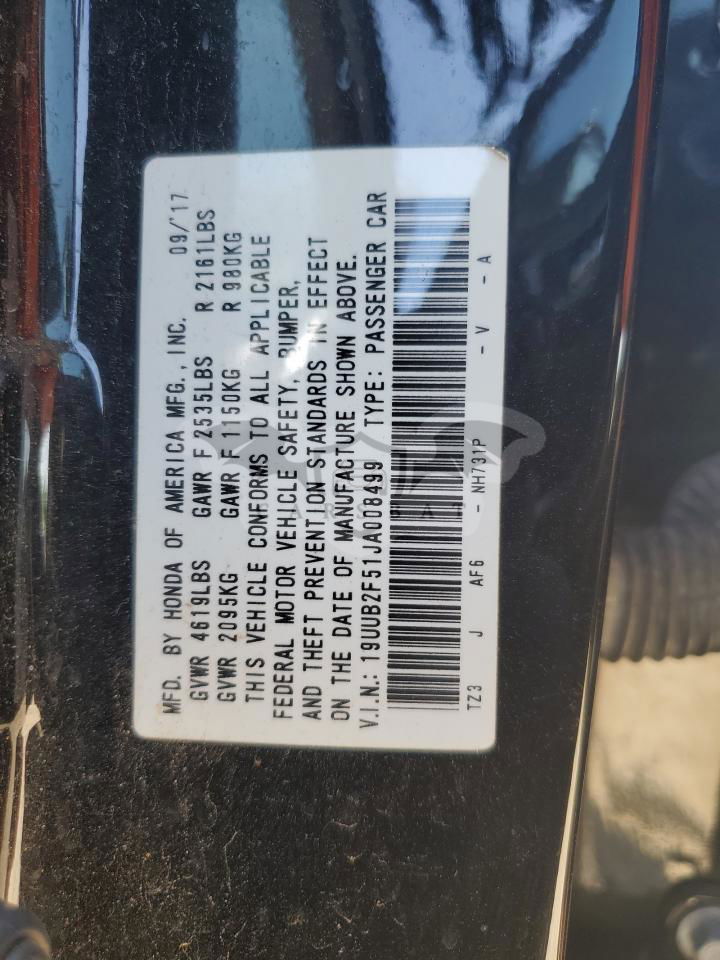 MFD. BY HONDA OF AMERICA MFG., INC. 09/'17
GVWR 4619LBS GAWR F 2535LBS R 2161LBS
GVWR 2095KG GAWR F 1150KG R 980KG
THIS VEHICLE CONFORMS TO ALL APPLICABLE
FEDERAL MOTOR VEHICLE SAFETY, BUMPER,
AND THEFT PREVENTION STANDARDS IN EFFECT
ON THE DATE OF MANUFACTURE SHOWN ABOVE.
V.I.N.: 19UUB2F51JA008499 TYPE: PASSENGER CAR
TZ3 J AF6 - NH731P - V - A